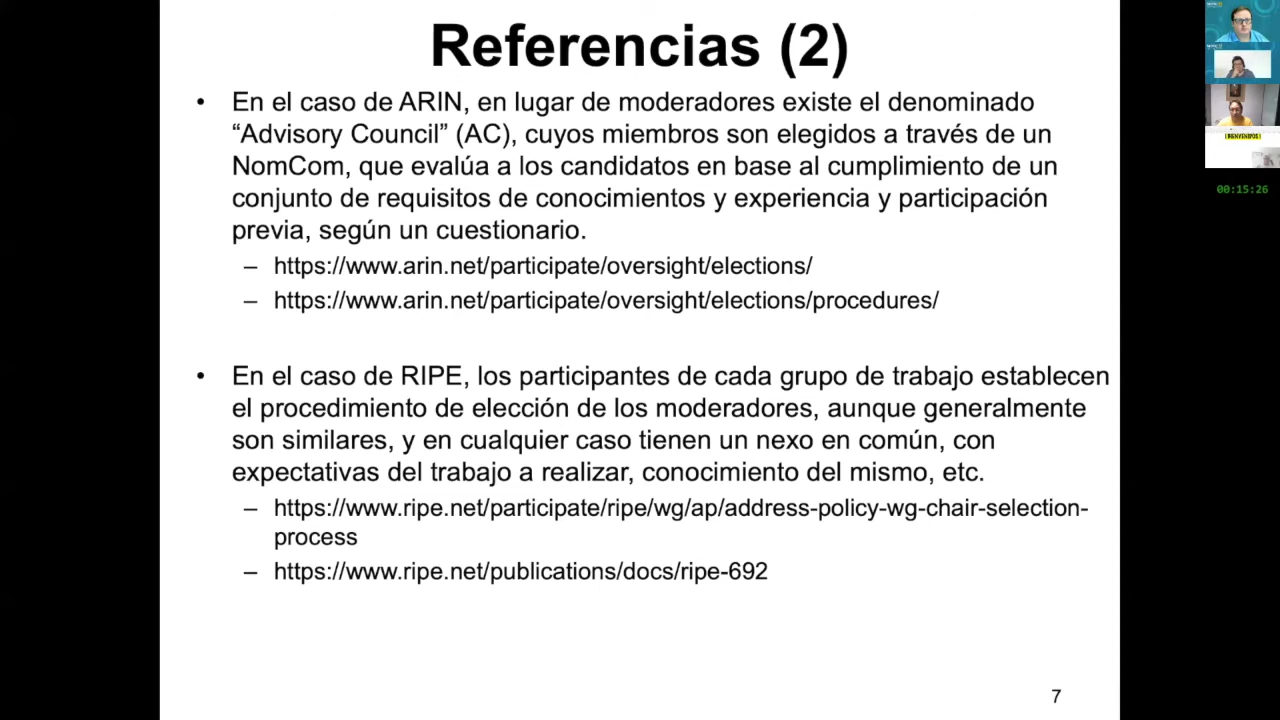 Referencias (2)
• En el caso de ARIN, en lugar de moderadores existe el denominado
“Advisory Council” (AC), cuyos miembros son elegidos a través de un
NomCom, que evalúa a los candidatos en base al cumplimiento de un
conjunto de requisitos de conocimientos y experiencia y participación
previa, según un cuestionario.
– https://www.arin.net/participate/oversight/elections/
– https://www.arin.net/participate/oversight/elections/procedures/
• En el caso de RIPE, los participantes de cada grupo de trabajo establecen
el procedimiento de elección de los moderadores, aunque generalmente
son similares, y en cualquier caso tienen un nexo en común, con
expectativas del trabajo a realizar, conocimiento del mismo, etc.
– https://www.ripe.net/participate/ripe/wg/ap/address-policy-wg-chair-selection-
process
– https://www.ripe.net/publications/docs/ripe-692
7
¡BIENVENIDOS!
00:15:26